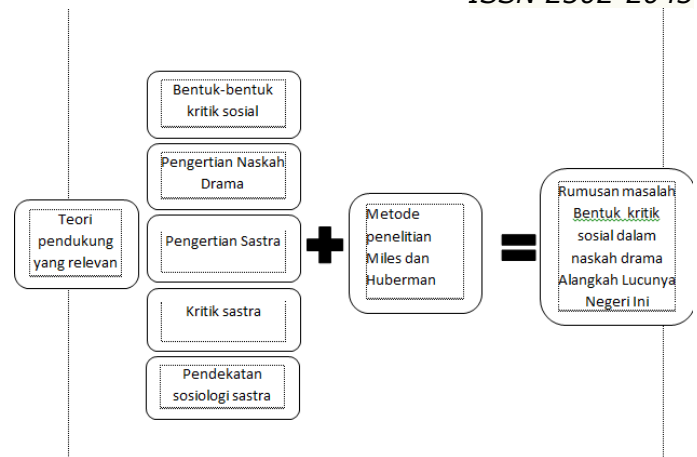 Bentuk-bentuk
kritik sosial
Pengertian Naskah
Drama
Teori
pendukung
yang relevan
Pengertian Sastra
Kritik sastra
Pendekatan
sosiologi sastra
Metode
penelitian
Miles dan
Huberman
Rumusan masalah
Bentuk kritik
sosial dalam
naskah drama
Alangkah Lucunya
Negeri Ini